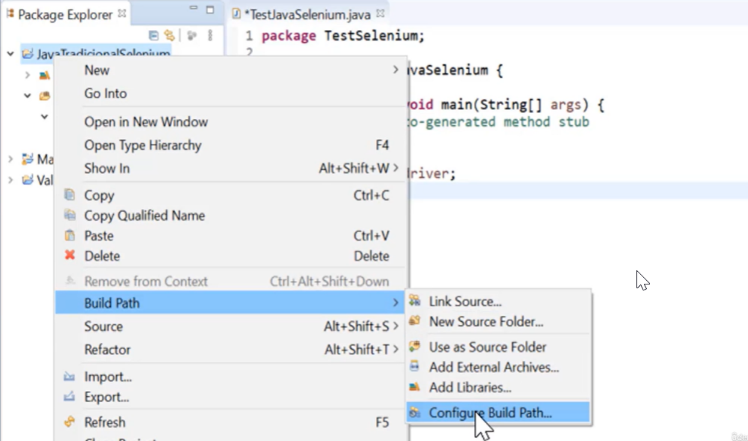 Package Explorer
*TestJavaSelenium.java
1 package TestSelenium;
2
JavaTradicionalSelenium
vaSelenium {
void main(String[] args) {
to-generated method stub
driver;
Ma
Val
New
Go Into
Open in New Window
Open Type Hierarchy F4
Show In Alt+Shift+W
Copy Ctrl+C
Copy Qualified Name
Paste Ctrl+V
Delete Delete
Remove from Context Ctrl+Alt+Shift+Down
Build Path
Source Alt+Shift+S
Refactor Alt+Shift+T
Import...
Export...
Refresh F5
Link Source...
New Source Folder...
Use as Source Folder
Add External Archives...
Add Libraries...
Configure Build Path...